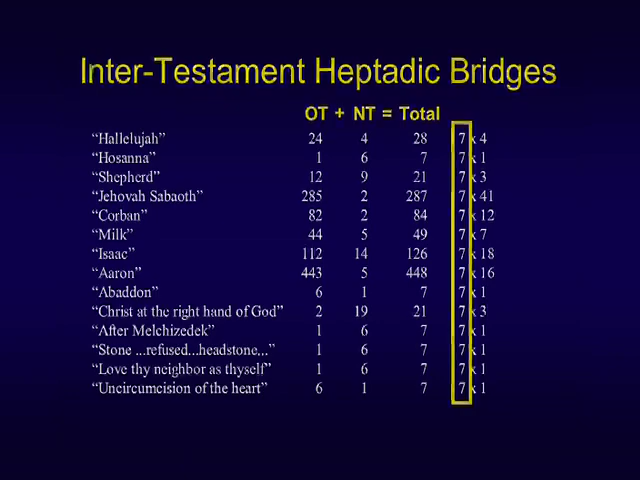 Inter-Testament Heptadic Bridges
OT + NT = Total
“Hallelujah” 24 4 28 7 x 4
“Hosanna” 1 6 7 7 x 1
“Shepherd” 12 9 21 7 x 3
“Jehovah Sabaoth” 285 2 287 7 x 41
“Corban” 82 2 84 7 x 12
“Milk” 44 5 49 7 x 7
“Isaac” 112 14 126 7 x 18
“Aaron” 443 5 448 7 x 16
“Abaddon” 6 1 7 7 x 1
“Christ at the right hand of God” 2 19 21 7 x 3
“After Melchizedek” 1 6 7 7 x 1
“Stone ...refused...headstone...” 1 6 7 7 x 1
“Love thy neighbor as thyself” 1 6 7 7 x 1
“Uncircumcision of the heart” 6 1 7 7 x 1